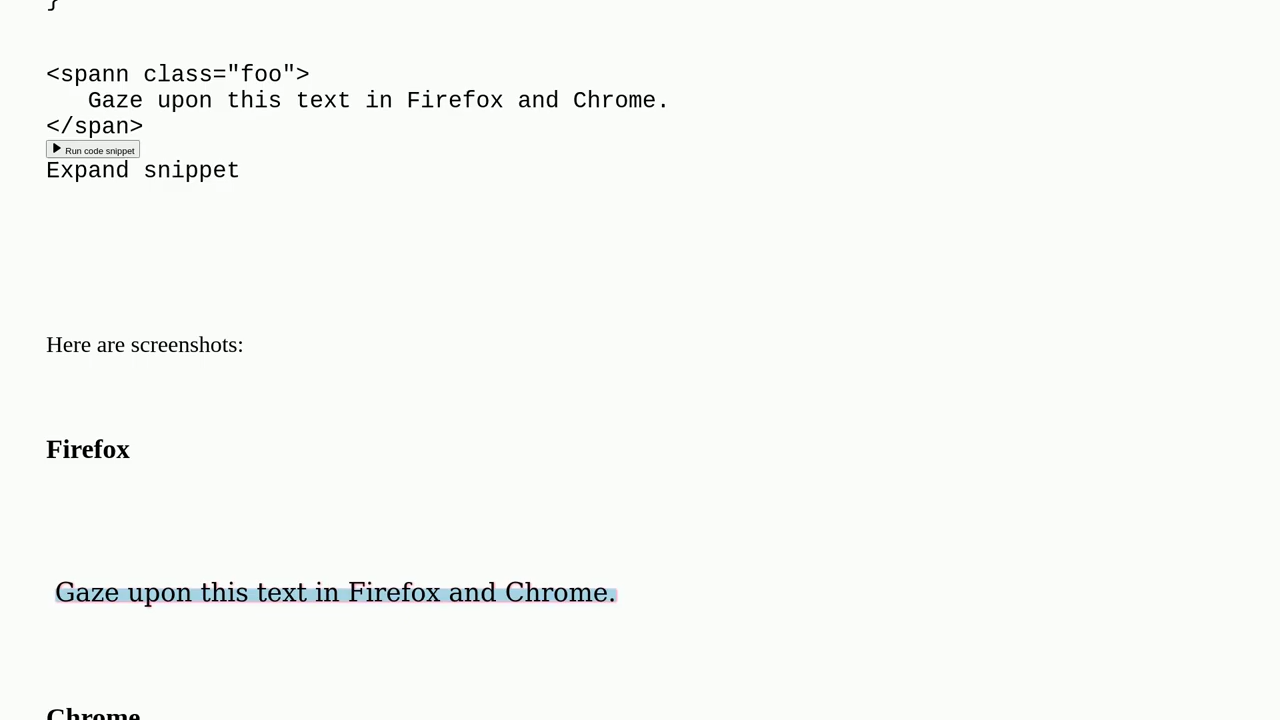 }
<spann class="foo">
Gaze upon this text in Firefox and Chrome.
</span>
Run code snippet
Expand snippet
Here are screenshots:
Firefox
Gaze upon this text in Firefox and Chrome.
Chrome